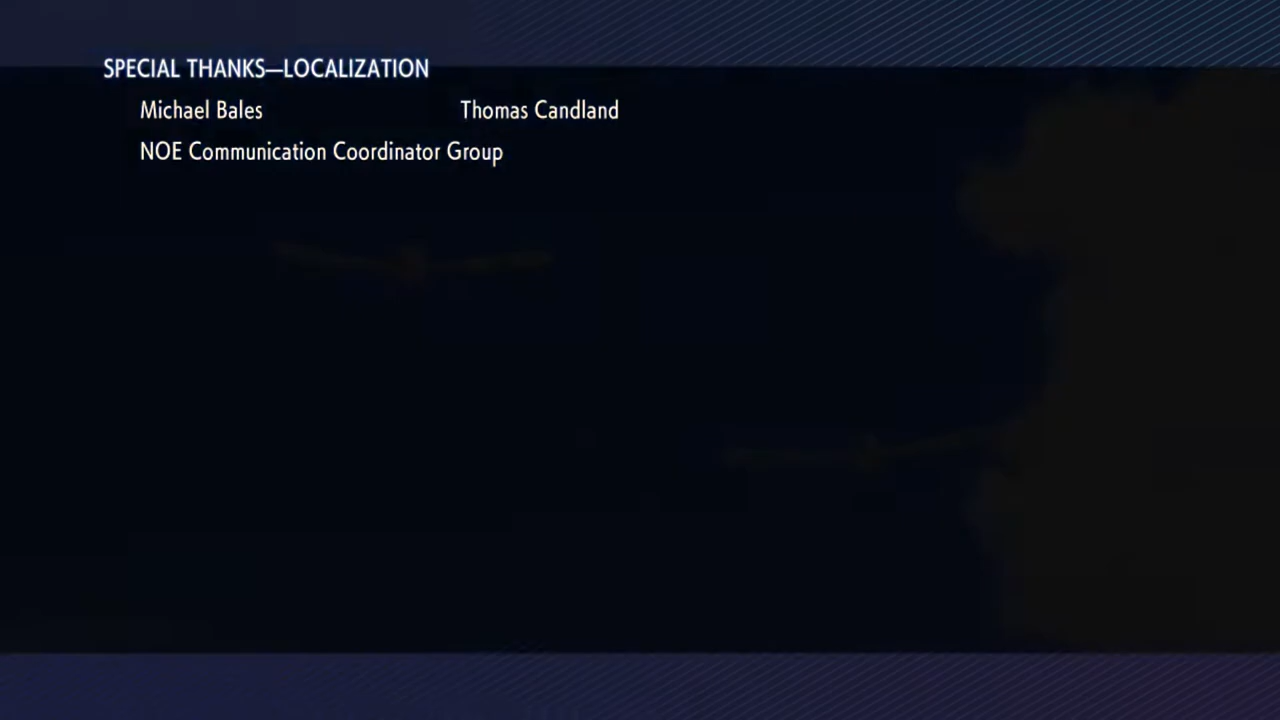 SPECIAL THANKS—LOCALIZATION
Michael Bales Thomas Candland
NOE Communication Coordinator Group